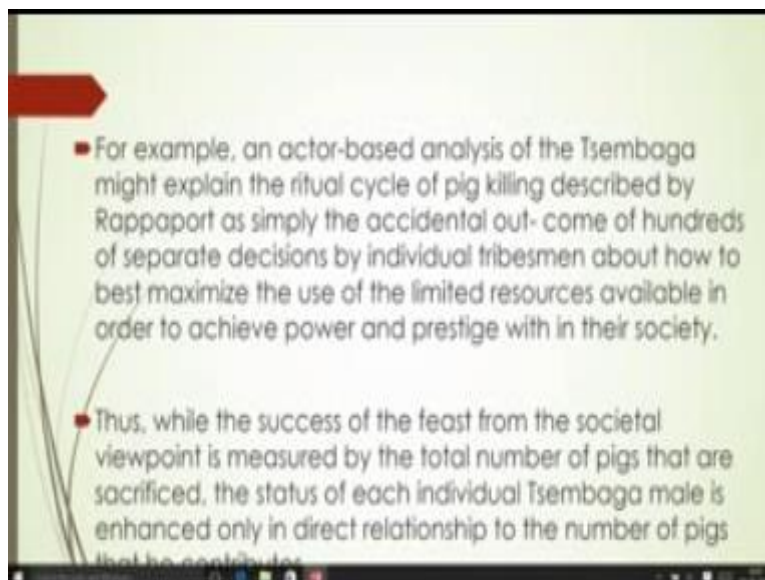 For example, an actor-based analysis of the Tsembaga
might explain the ritual cycle of pig killing described by
Rappaport as simply the accidental out- come of hundreds
of separate decisions by individual tribesmen about how to
best maximize the use of the limited resources available in
order to achieve power and prestige with in their society.
Thus, while the success of the feast from the societal
viewpoint is measured by the total number of pigs that are
sacrificed, the status of each individual Tsembaga male is
enhanced only in direct relationship to the number of pigs
that he contributes